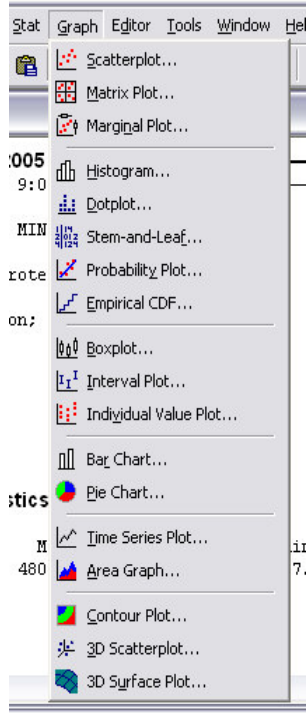 Stat Graph Editor Tools Window Hel
Scatterplot...
Matrix Plot...
Marginal Plot...
2005
9:0
Histogram...
Dotplot...
MIN
Stem-and-Leaf...
rote
Probability Plot...
Empirical CDF...
on;
Boxplot...
Interval Plot...
Individual Value Plot...
Bar Chart...
stics
Pie Chart...
M
Time Series Plot...
in
480
Area Graph...
7.
Contour Plot...
3D Scatterplot...
3D Surface Plot...